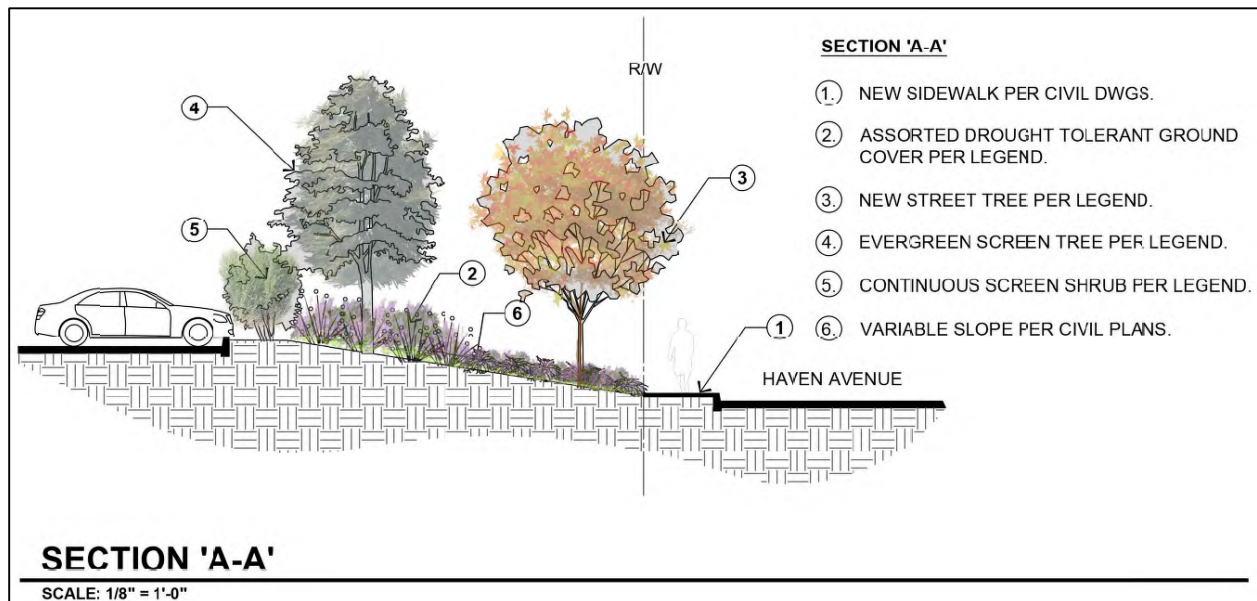 SECTION 'A-A'
R/W
1. NEW SIDEWALK PER CIVIL DWGS.
2. ASSORTED DROUGHT TOLERANT GROUND
COVER PER LEGEND.
3. NEW STREET TREE PER LEGEND.
4. EVERGREEN SCREEN TREE PER LEGEND.
5. CONTINUOUS SCREEN SHRUB PER LEGEND.
6. VARIABLE SLOPE PER CIVIL PLANS.
4
3
5
2
6
1
HAVEN AVENUE
SECTION 'A-A'
SCALE: 1/8" = 1'-0"